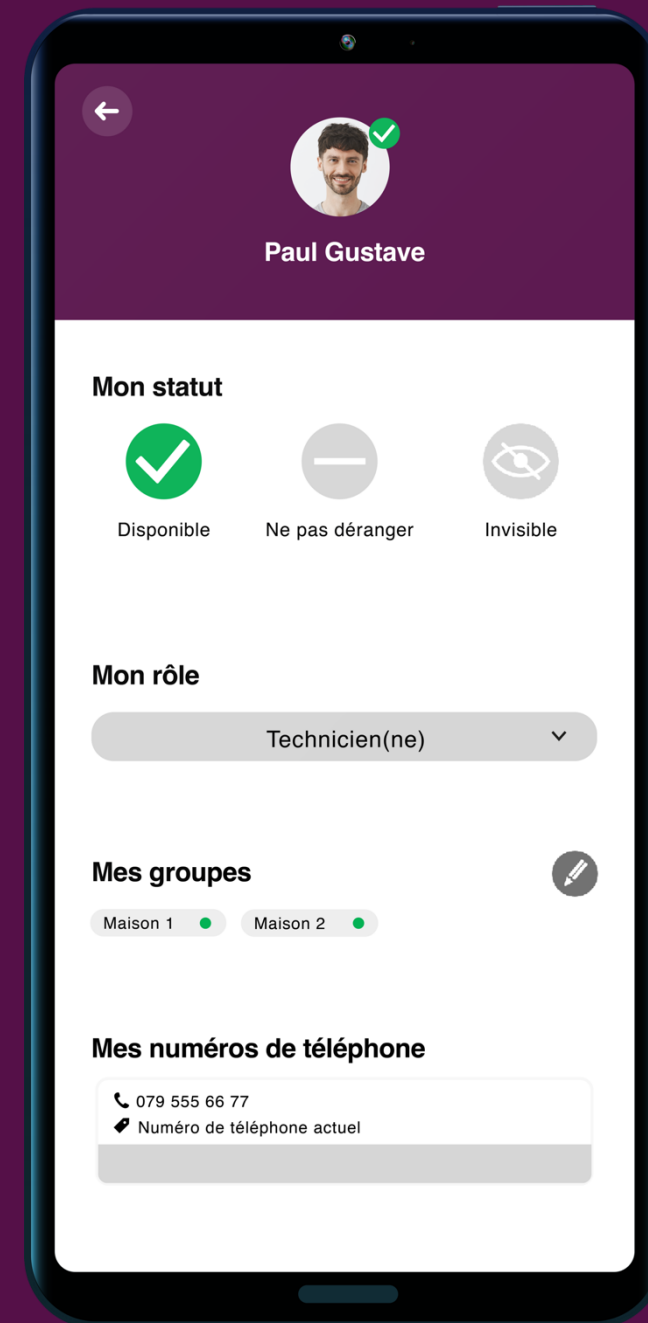 Paul Gustave
Mon statut
Disponible Ne pas déranger Invisible
Mon rôle
Technicien(ne)
Mes groupes
Maison 1 Maison 2
Mes numéros de téléphone
079 555 66 77
Numéro de téléphone actuel